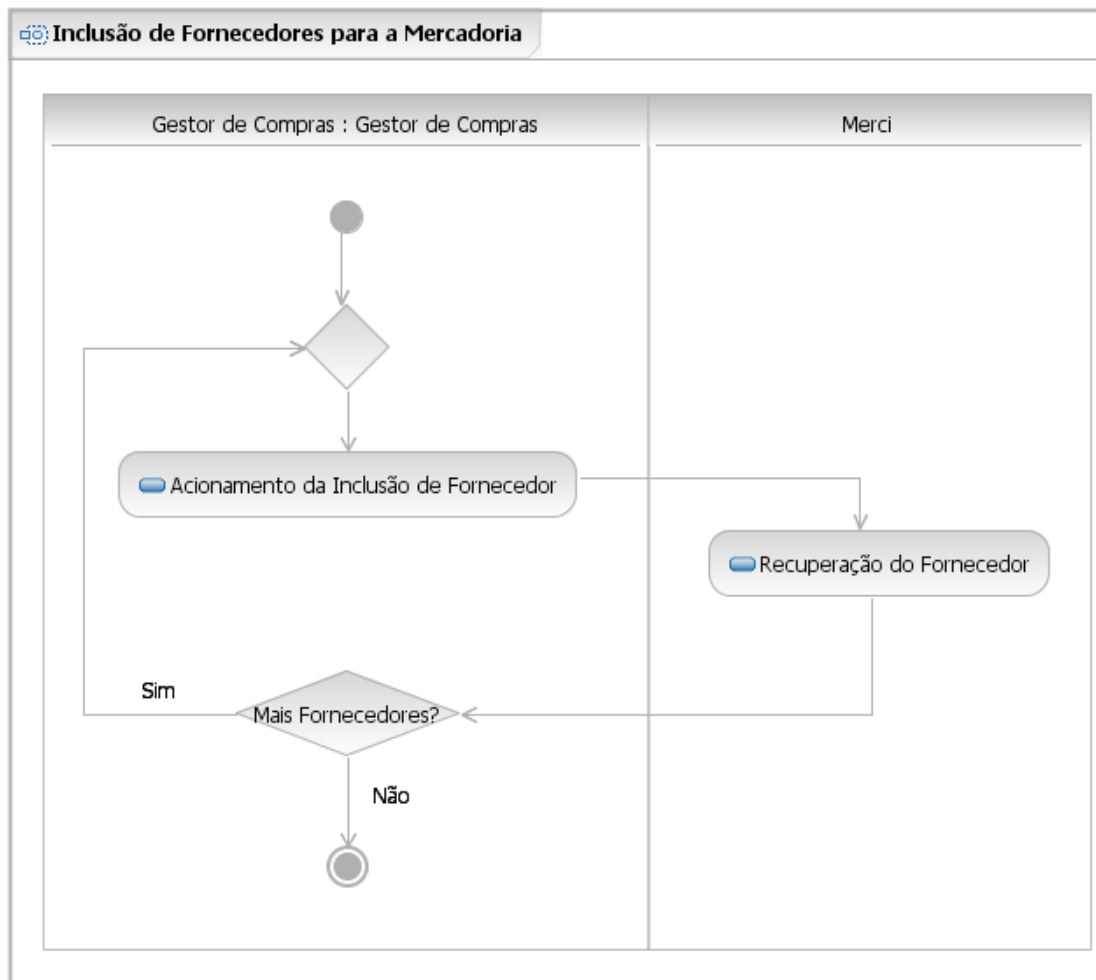 Inclusão de Fornecedores para a Mercadoria
Gestor de Compras : Gestor de Compras
Merci
Acionamento da Inclusão de Fornecedor
Recuperação do Fornecedor
Sim
Mais Fornecedores?
Não